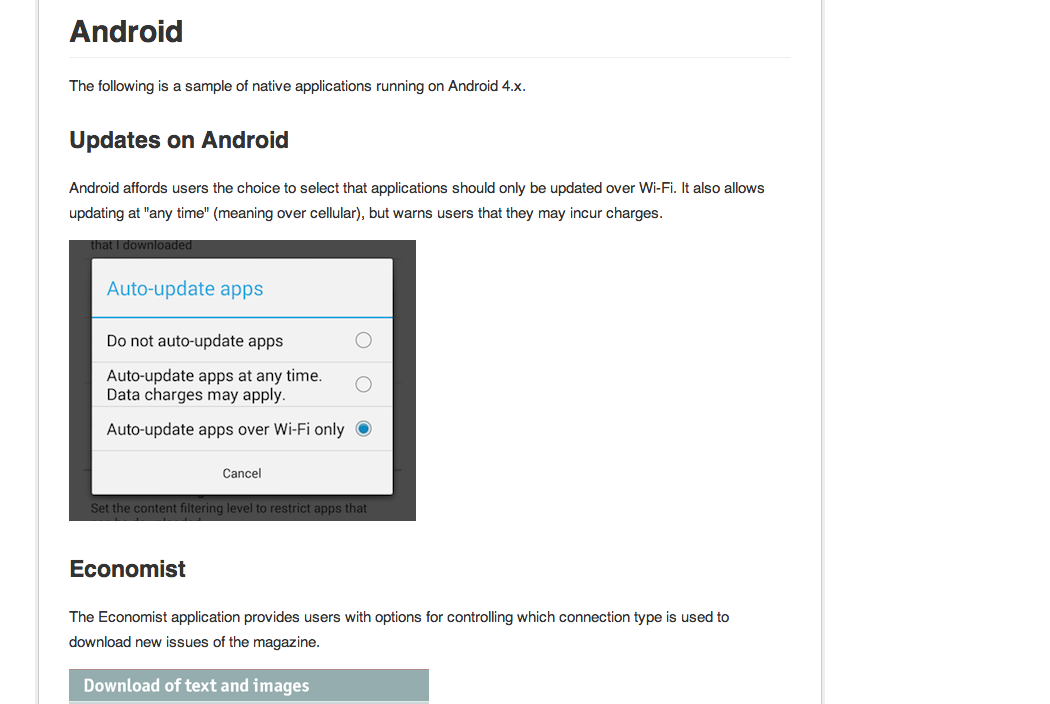 Android
The following is a sample of native applications running on Android 4.x.
Updates on Android
Android affords users the choice to select that applications should only be updated over Wi-Fi. It also allows
updating at "any time" (meaning over cellular), but warns users that they may incur charges.
that I downloaded
Auto-update apps
Do not auto-update apps
Auto-update apps at any time.
Data charges may apply.
Auto-update apps over Wi-Fi only
Cancel
Set the content filtering level to restrict apps that
Economist
The Economist application provides users with options for controlling which connection type is used to
download new issues of the magazine.
Download of text and images